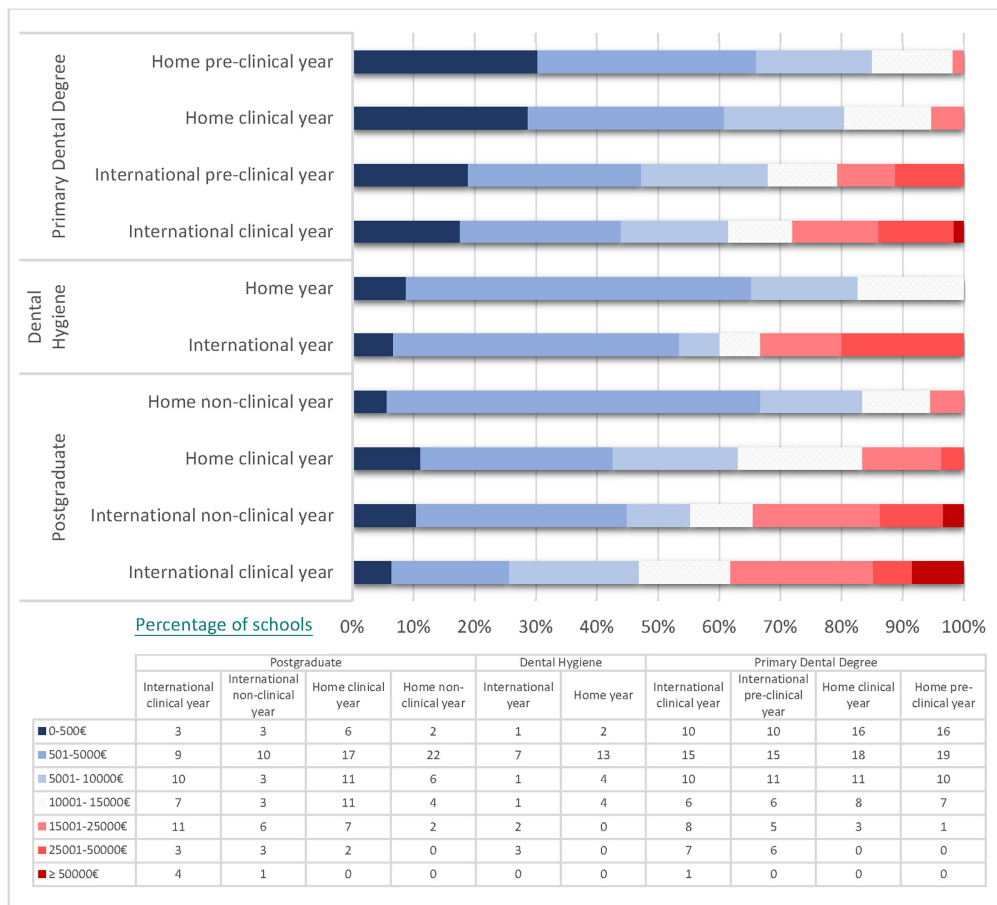 Primary Dental Degree
Home pre-clinical year
Home clinical year
International pre-clinical year
International clinical year
Dental
Hygiene
Home year
International year
Postgraduate
Home non-clinical year
Home clinical year
International non-clinical year
International clinical year
Percentage of schools 0% 10% 20% 30% 40% 50% 60% 70% 80% 90% 100%
Postgraduate Dental Hygiene Primary Dental Degree
International clinical year International non-clinical year Home clinical year Home non-clinical year International year Home year International clinical year International pre-clinical year Home clinical year Home pre-clinical year
0-500€ 3 3 6 2 1 2 10 10 16 16
501-5000€ 9 10 17 22 7 13 15 15 18 19
5001- 10000€ 10 3 11 6 1 4 10 11 11 10
10001- 15000€ 7 3 11 4 1 4 6 6 8 7
15001-25000€ 11 6 7 2 2 0 8 5 3 1
25001-50000€ 3 3 2 0 3 0 7 6 0 0
≥ 50000€ 4 1 0 0 0 0 1 0 0 0